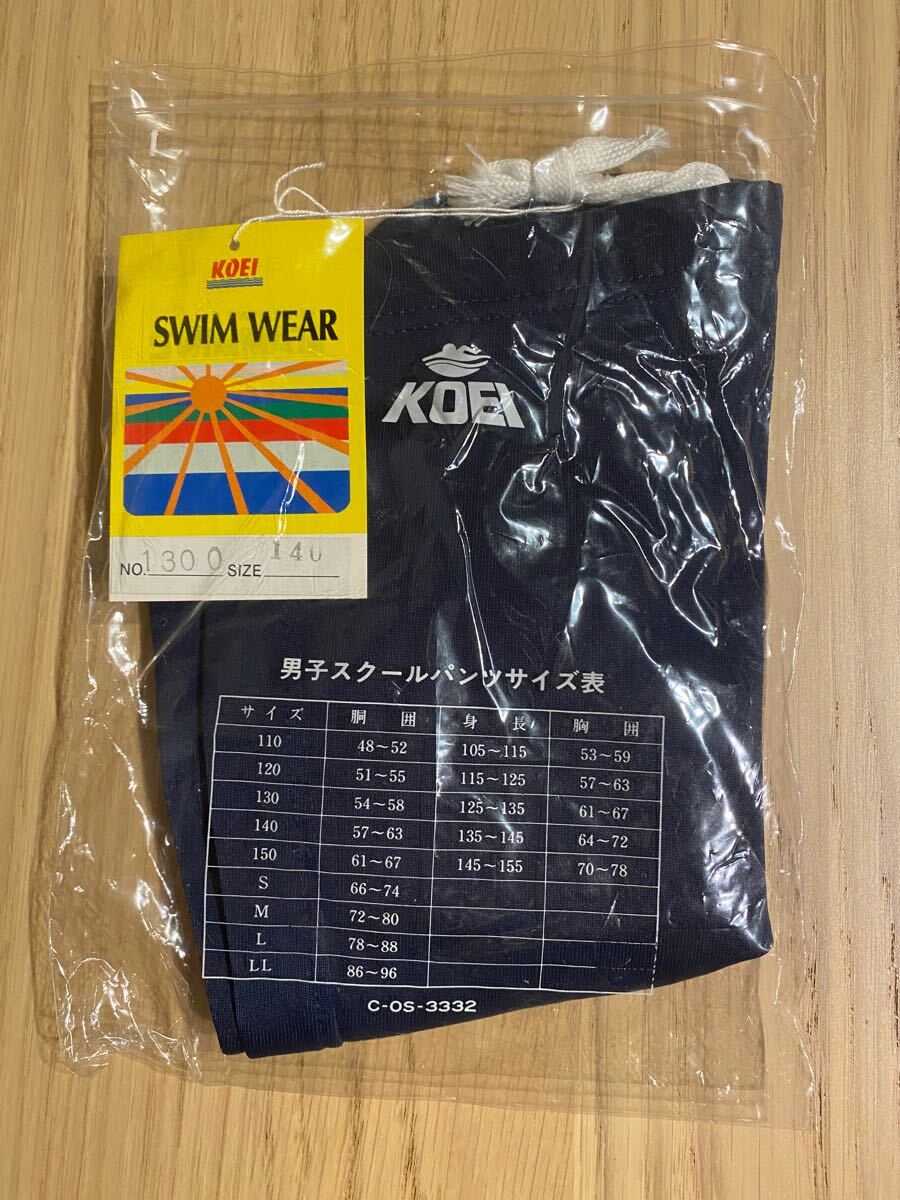 KOEI
SWIM WEAR
NO. 1300 SIZE 140
KOEI
男子スクールパンツサイズ表
サイズ 胴囲 身長 胸囲
110 48～52 105～115 53～59
120 51～55 115～125 57～63
130 54～58 125～135 61～67
140 57～63 135～145 64～72
150 61～67 145～155 70～78
S 66～74
M 72～80
L 78～88
LL 86～96
C-OS-3332